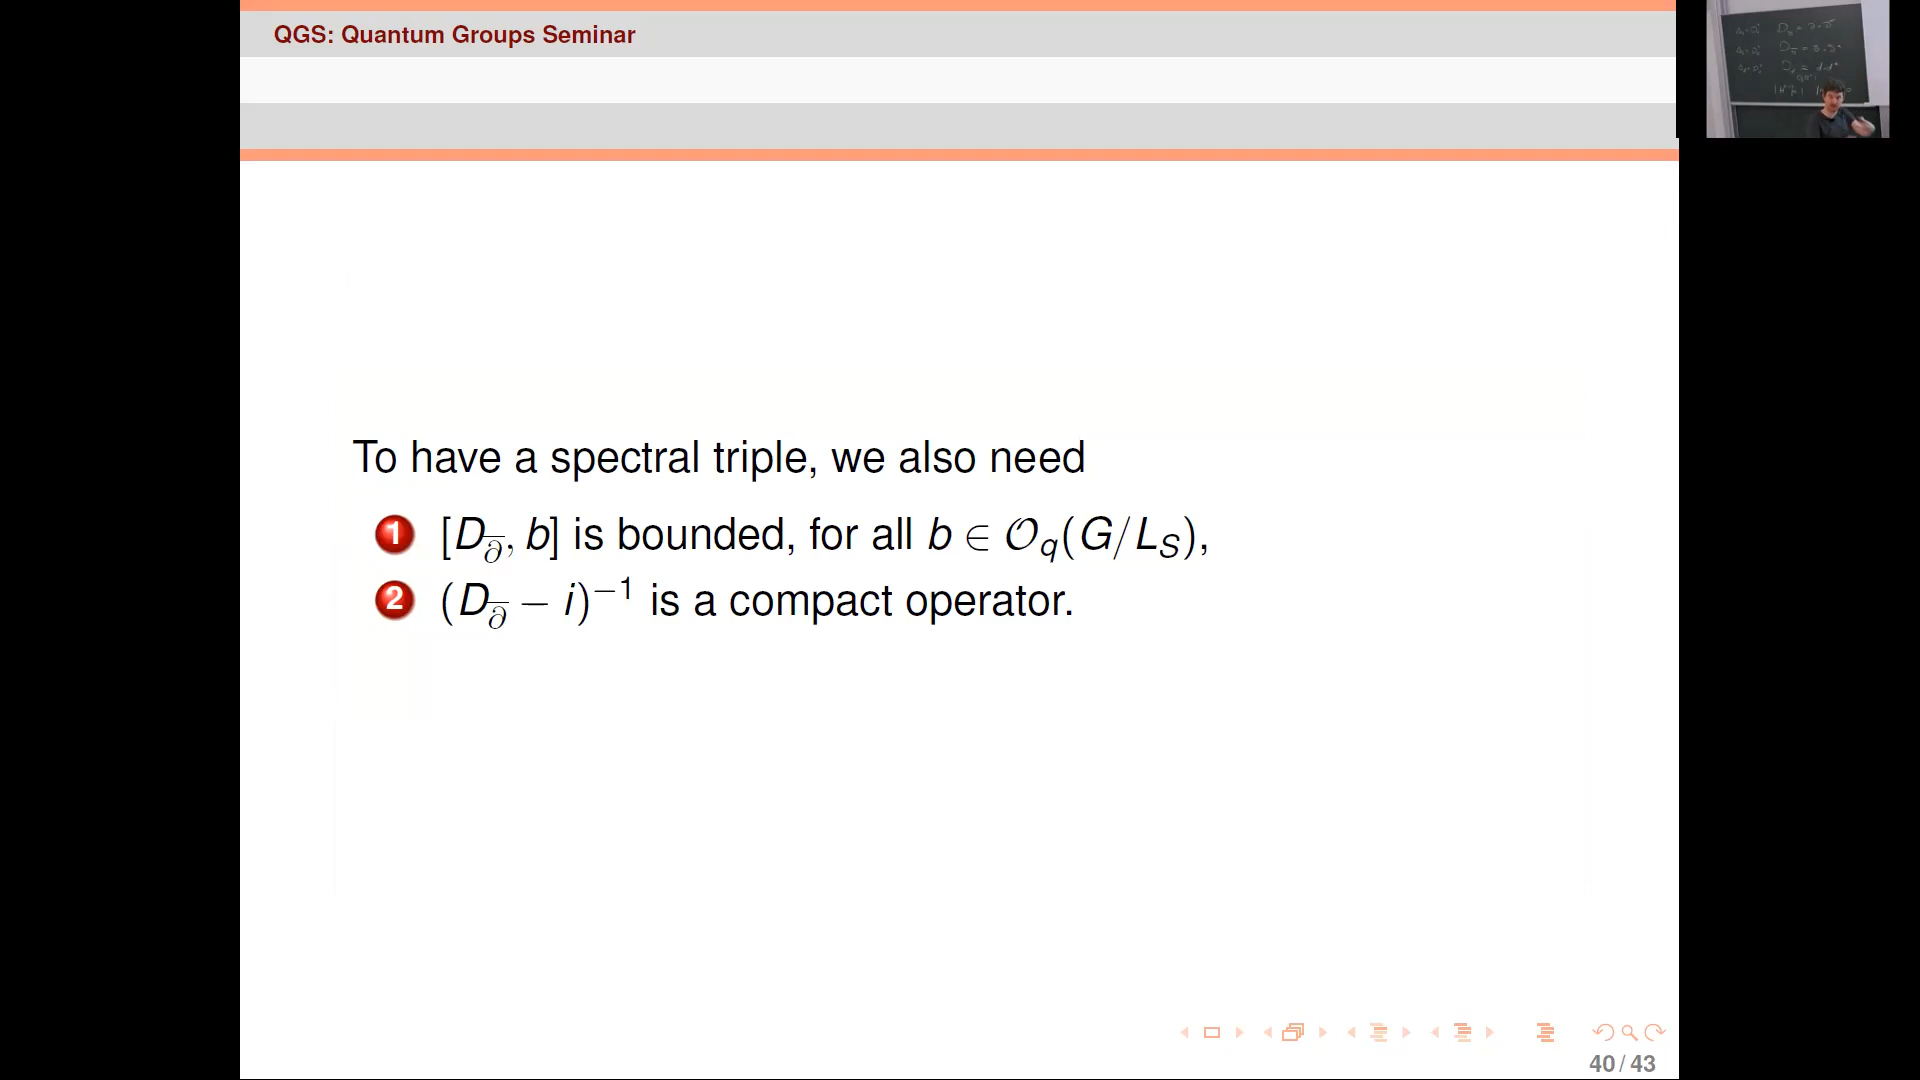 QGS: Quantum Groups Seminar
To have a spectral triple, we also need
1 [D_∂̅, b] is bounded, for all b ∈ 𝒪_q(G/L_S),
2 (D_∂̅ − i)^{−1} is a compact operator.
40 / 43